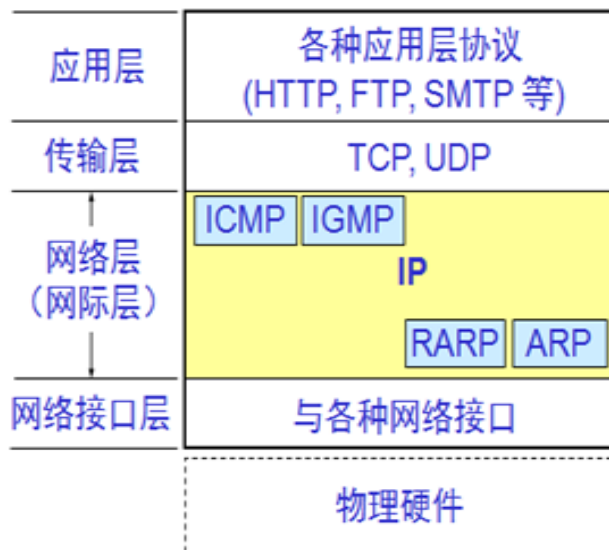 应用层
各种应用层协议
(HTTP, FTP, SMTP 等)
传输层
TCP, UDP
网络层
（网际层）
ICMP
IGMP
IP
RARP
ARP
网络接口层
与各种网络接口
物理硬件